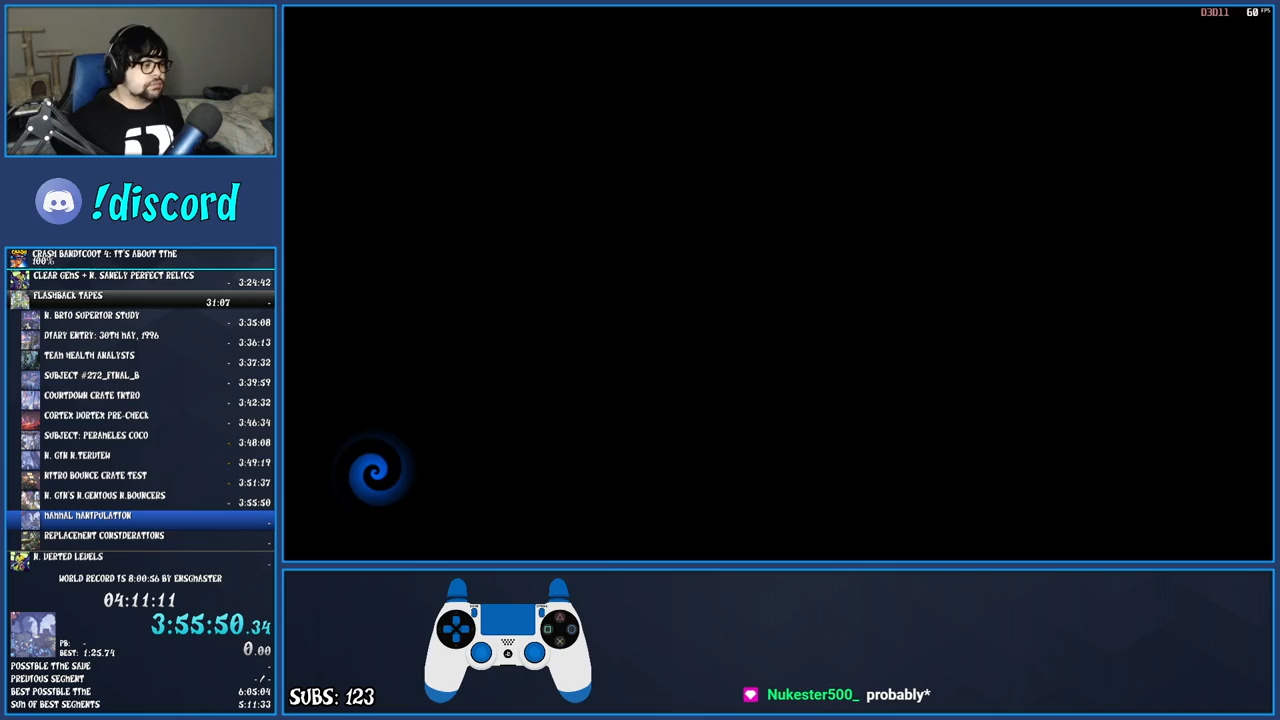 D3D11 60 FPS
!discord
CRASH BANDICOOT 4: IT'S ABOUT TIME
100%
CLEAR GEMS + N. SANELY PERFECT RELICS - 3:24:42
FLASHBACK TAPES 31:07 -
N. BRIO SUPERIOR STUDY - 3:35:08
DIARY ENTRY: 30TH MAY, 1996 - 3:36:13
TEAM HEALTH ANALYSTS - 3:37:32
SUBJECT #272_FINAL_B - 3:39:59
COUNTDOWN CRATE INTRO - 3:42:32
CORTEX VORTEX PRE-CHECK - 3:46:34
SUBJECT: PERAMELES COCO - 3:48:08
N. GIN N.TERVIEW - 3:49:19
NITRO BOUNCE CRATE TEST - 3:51:37
N. GIN'S N.GENIOUS N.BOUNCERS - 3:55:50
MAMMAL MANIPULATION -
REPLACEMENT CONSIDERATIONS -
N. VERTED LEVELS -
WORLD RECORD IS 8:00:56 BY ENSGMASTER
04:11:11
3:55:50.34
PB: -
BEST: 1:25.74 0.00
POSSIBLE TIME SAVE -
PREVIOUS SEGMENT - / -
BEST POSSIBLE TIME 6:05:04
SUM OF BEST SEGMENTS 5:11:33
SUBS: 123
Nukester500_ probably*